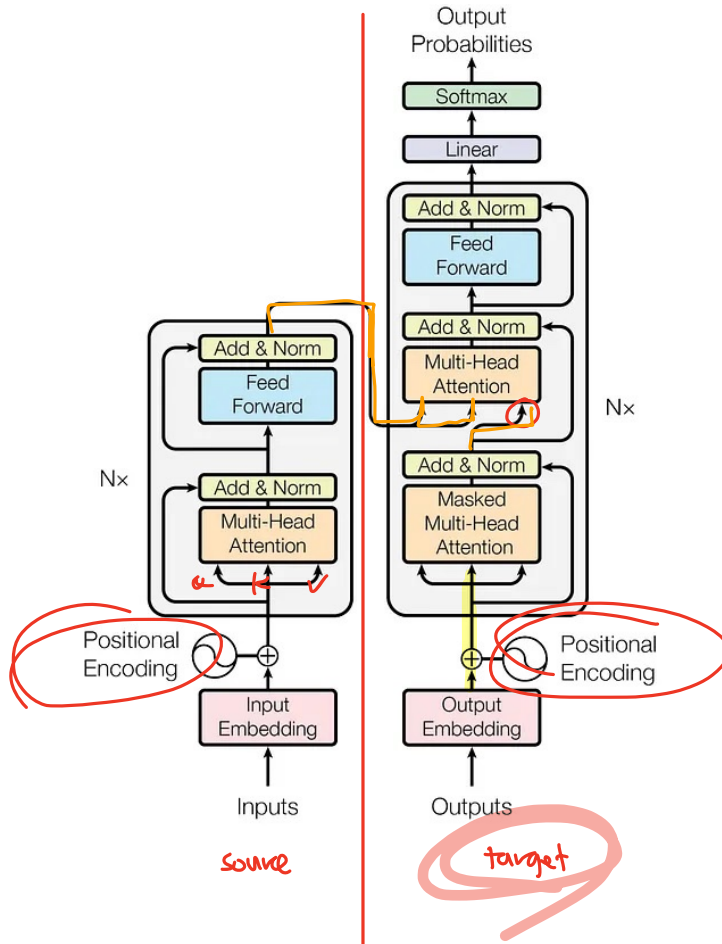 Output
Probabilities
Softmax
Linear
Add & Norm
Feed
Forward
Add & Norm
Multi-Head
Attention
Nx
Add & Norm
Masked
Multi-Head
Attention
Positional
Encoding
Output
Embedding
Outputs
target
Add & Norm
Feed
Forward
Nx
Add & Norm
Multi-Head
Attention
K V
Positional
Encoding
Input
Embedding
Inputs
source